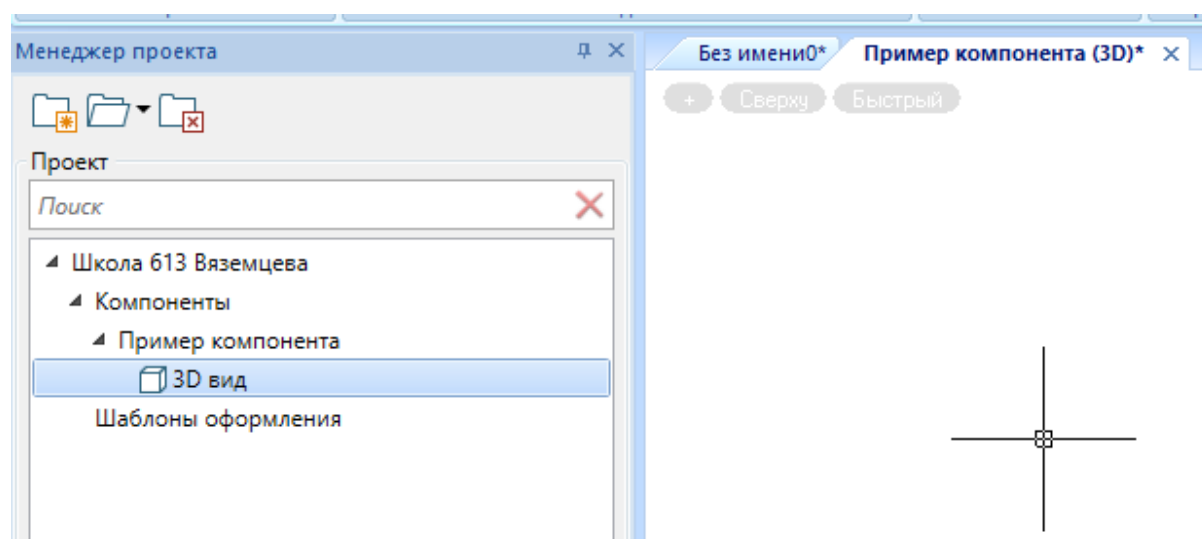 Менеджер проекта
Без имени0*
Пример компонента (3D)*
+ Сверху Быстрый
Проект
Поиск
Школа 613 Вяземцева
Компоненты
Пример компонента
3D вид
Шаблоны оформления